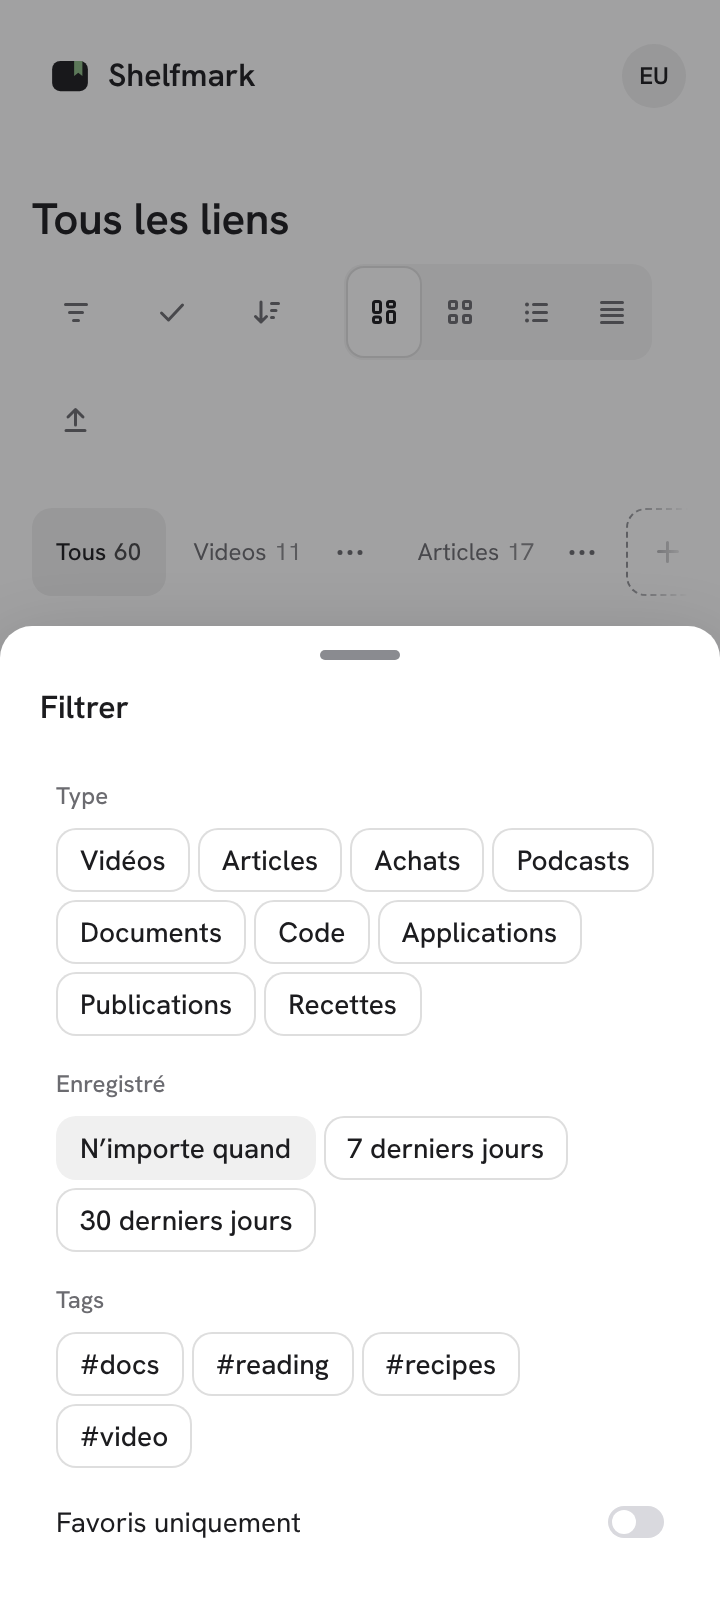 Shelfmark
EU
Tous les liens
Tous 60
Videos 11
Articles 17
Filtrer
Type
Vidéos
Articles
Achats
Podcasts
Documents
Code
Applications
Publications
Recettes
Enregistré
N’importe quand
7 derniers jours
30 derniers jours
Tags
#docs
#reading
#recipes
#video
Favoris uniquement